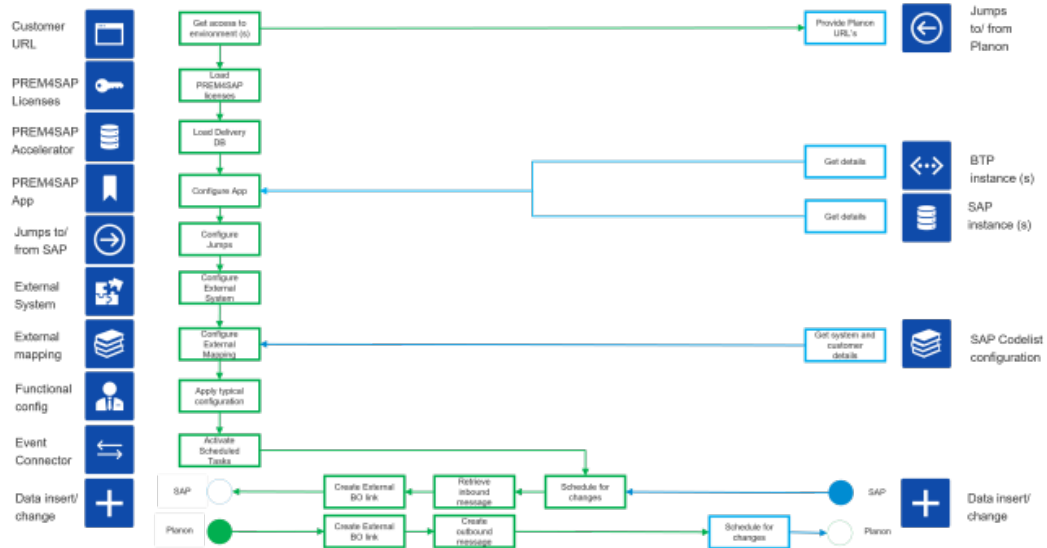 Customer
URL
Get access to
environment (s)
Provide Planon
URL's
Jumps
to/ from
Planon
PREM4SAP
Licenses
Load
PREM4SAP
licenses
PREM4SAP
Accelerator
Load Delivery
DB
Get details
BTP
instance (s)
PREM4SAP
App
Configure App
Get details
SAP
instance (s)
Jumps to/
from SAP
Configure
Jumps
External
System
Configure
External
System
External
mapping
Configure
External
Mapping
Get system and
customer
details
SAP Codelist
configuration
Functional
config
Apply typical
configuration
Event
Connector
Activate
Scheduled
Tasks
Data insert/
change
SAP
Create External
BO link
Retrieve
inbound
message
Schedule for
changes
SAP
Data insert/
change
Planon
Create External
BO link
Create
outbound
message
Schedule for
changes
Planon